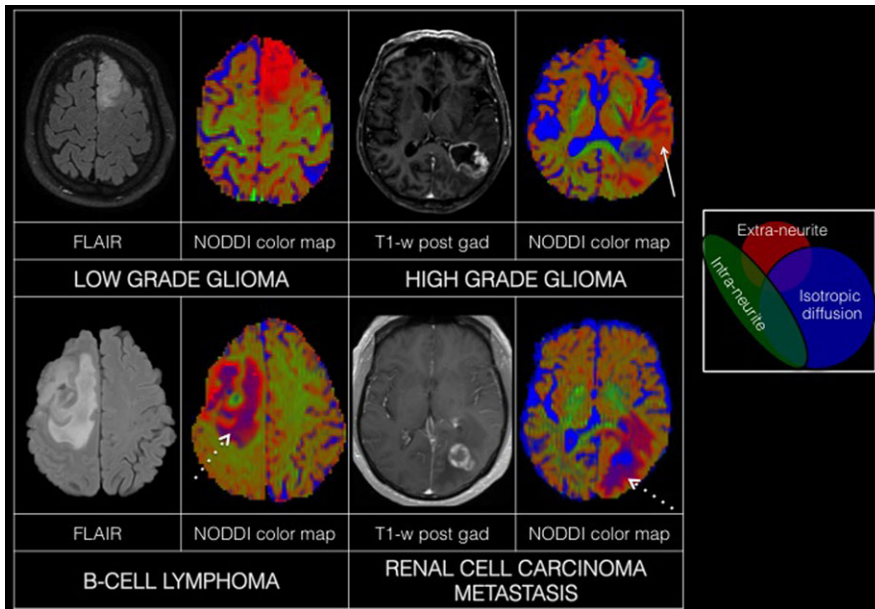 FLAIR
NODDI color map
T1-w post gad
NODDI color map
LOW GRADE GLIOMA
HIGH GRADE GLIOMA
FLAIR
NODDI color map
T1-w post gad
NODDI color map
B-CELL LYMPHOMA
RENAL CELL CARCINOMA
METASTASIS
Extra-neurite
Intra-neurite
Isotropic
diffusion